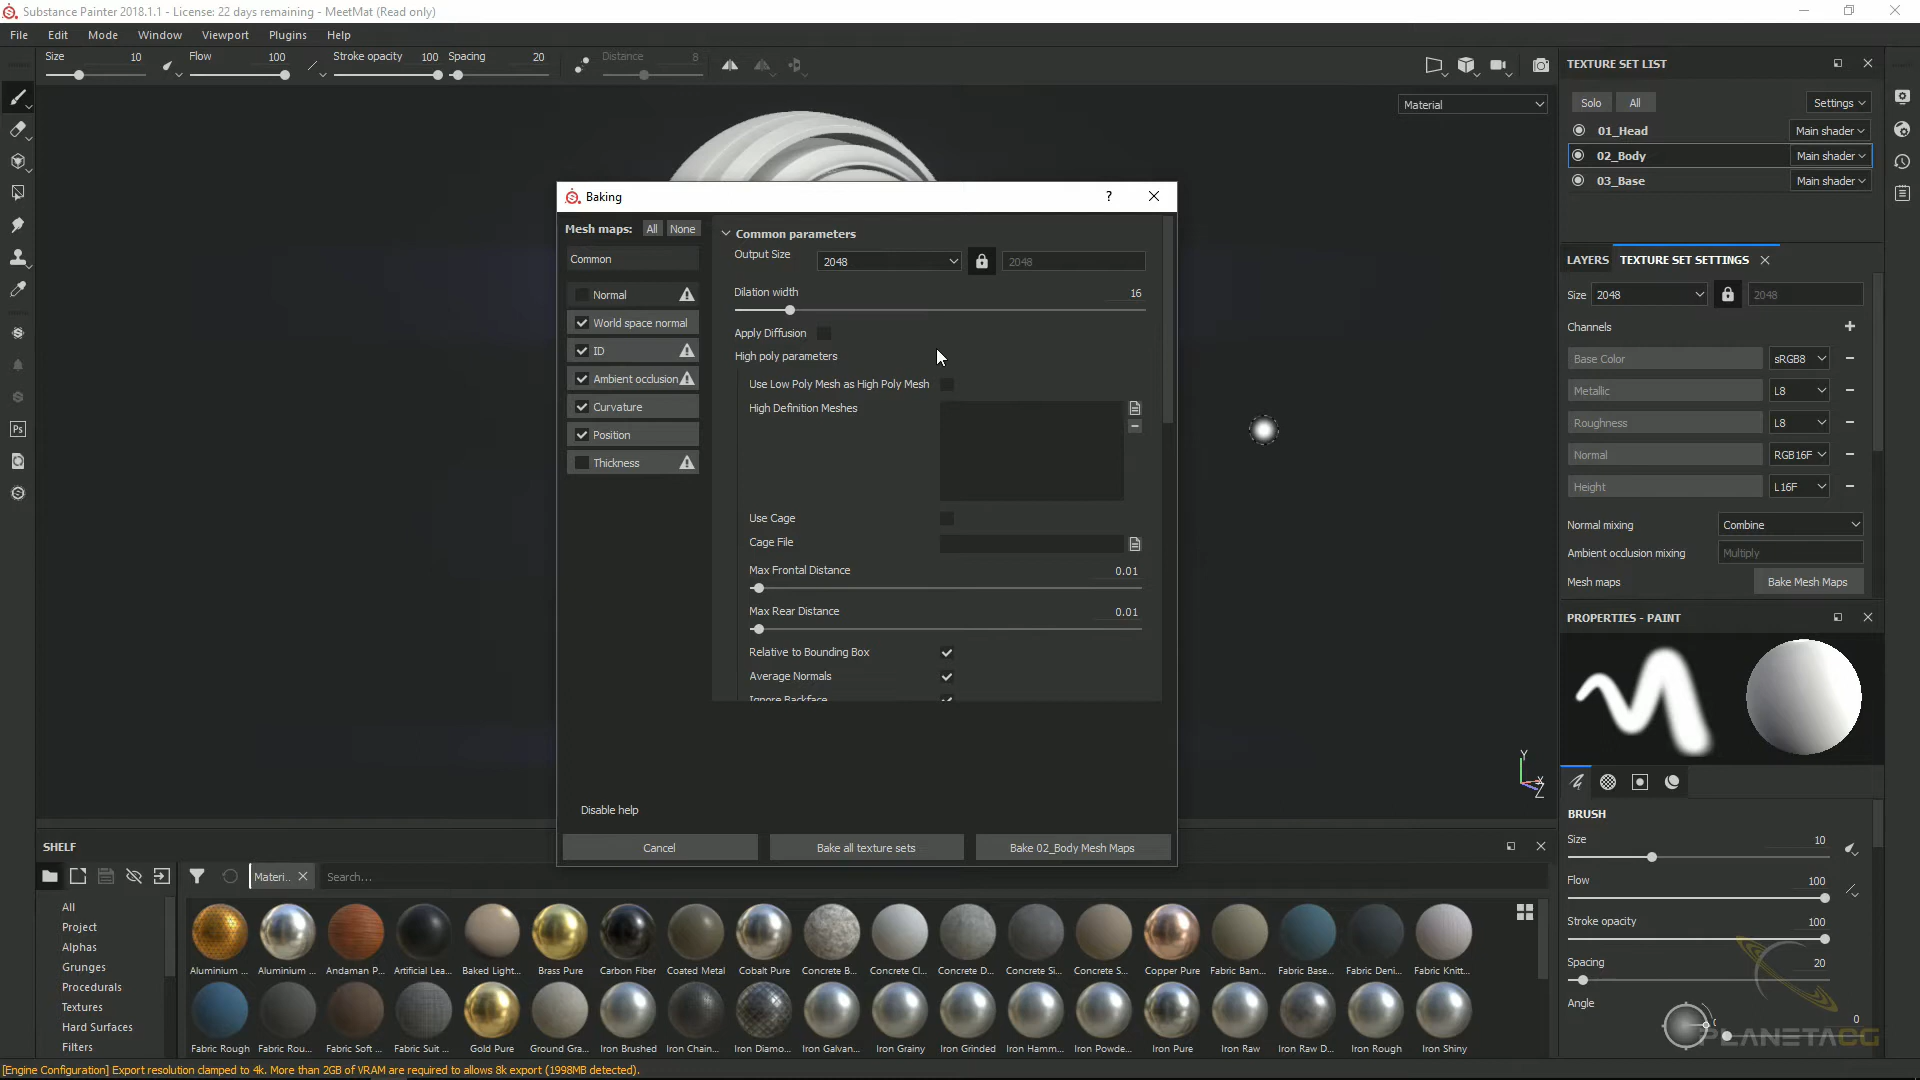 Substance Painter 2018.1.1 - License: 22 days remaining - MeetMat (Read only)
File Edit Mode Window Viewport Plugins Help
Size 10 Flow 100 Stroke opacity 100 Spacing 20 Distance 8
Material
TEXTURE SET LIST
Solo All Settings
01_Head Main shader
02_Body Main shader
03_Base Main shader
LAYERS TEXTURE SET SETTINGS
Size 2048 2048
Channels
Base Color sRGB8
Metallic L8
Roughness L8
Normal RGB16F
Height L16F
Normal mixing Combine
Ambient occlusion mixing Multiply
Mesh maps Bake Mesh Maps
PROPERTIES - PAINT
BRUSH
Size 10
Flow 100
Stroke opacity 100
Spacing 20
Angle 0
PLANETACG
Baking ?
Mesh maps: All None
Common
Normal
World space normal
ID
Ambient occlusion
Curvature
Position
Thickness
Common parameters
Output Size 2048 2048
Dilation width 16
Apply Diffusion
High poly parameters
Use Low Poly Mesh as High Poly Mesh
High Definition Meshes
Use Cage
Cage File
Max Frontal Distance 0.01
Max Rear Distance 0.01
Relative to Bounding Box
Average Normals
Ignore Backface
Disable help
Cancel Bake all texture sets Bake 02_Body Mesh Maps
Y
X
Z
Ps
SHELF
Materi.. Search...
All
Project
Alphas
Grunges
Procedurals
Textures
Hard Surfaces
Filters
Aluminium ... Aluminium ... Andaman P... Artificial Lea... Baked Light... Brass Pure Carbon Fiber Coated Metal Cobalt Pure Concrete B... Concrete Cl... Concrete D... Concrete Si... Concrete S... Copper Pure Fabric Bam... Fabric Base... Fabric Deni... Fabric Knitt...
Fabric Rough Fabric Rou... Fabric Soft ... Fabric Suit ... Gold Pure Ground Gra... Iron Brushed Iron Chain... Iron Diamo... Iron Galvan... Iron Grainy Iron Grinded Iron Hamm... Iron Powde... Iron Pure Iron Raw Iron Raw D... Iron Rough Iron Shiny
[Engine Configuration] Export resolution clamped to 4k. More than 2GB of VRAM are required to allows 8k export (1998MB detected).